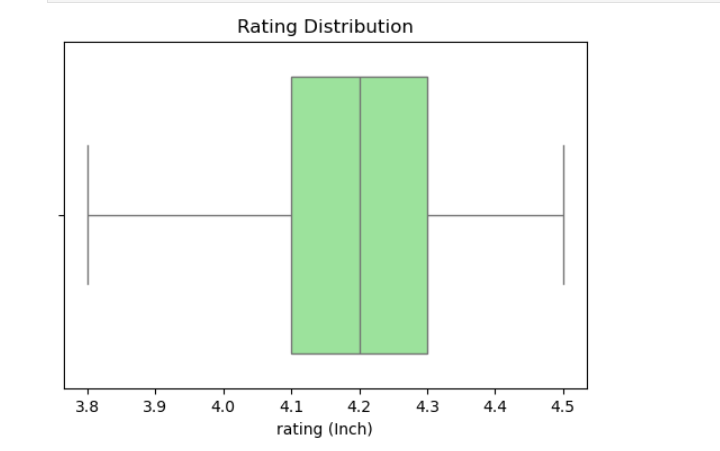 Rating Distribution
3.8 3.9 4.0 4.1 4.2 4.3 4.4 4.5
rating (Inch)